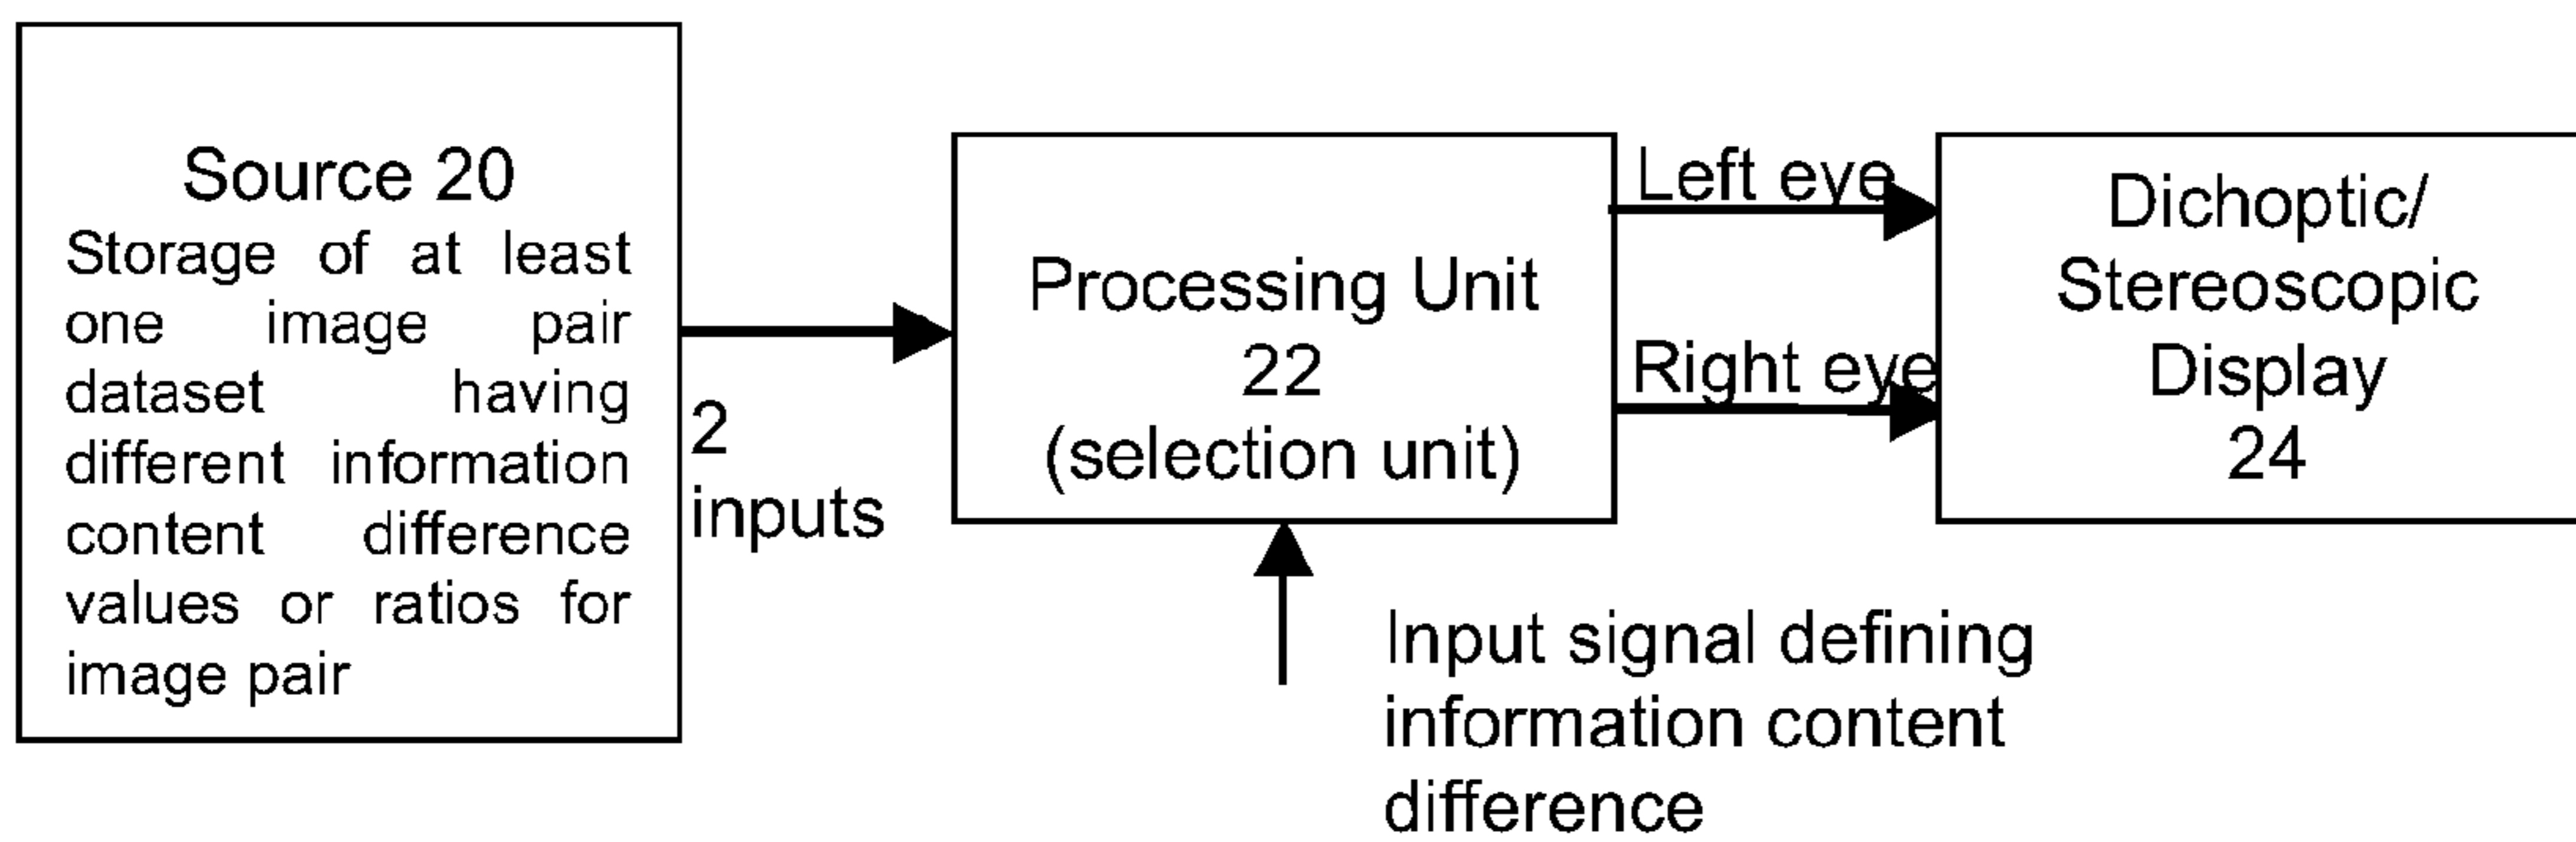 Source 20
Storage of at least
one image pair
dataset having
different information
content difference
values or ratios for
image pair
2
inputs
Processing Unit
22
(selection unit)
Left eye
Right eye
Dichoptic/
Stereoscopic
Display
24
Input signal defining
information content
difference